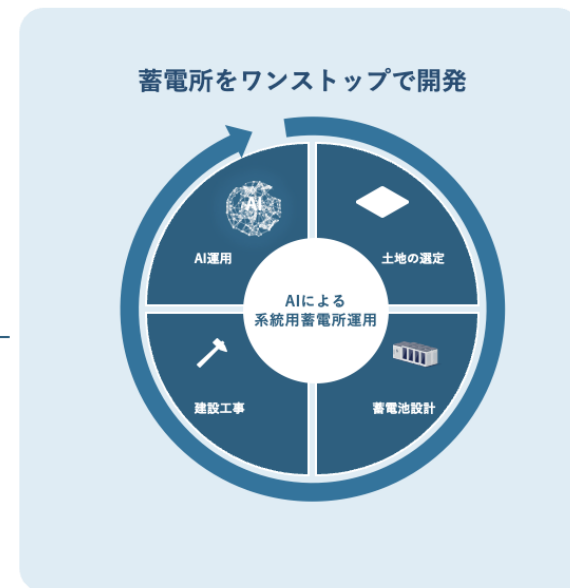 蓄電所をワンストップで開発
AI
AI運用
土地の選定
AIによる
系統用蓄電所運用
建設工事
蓄電池設計